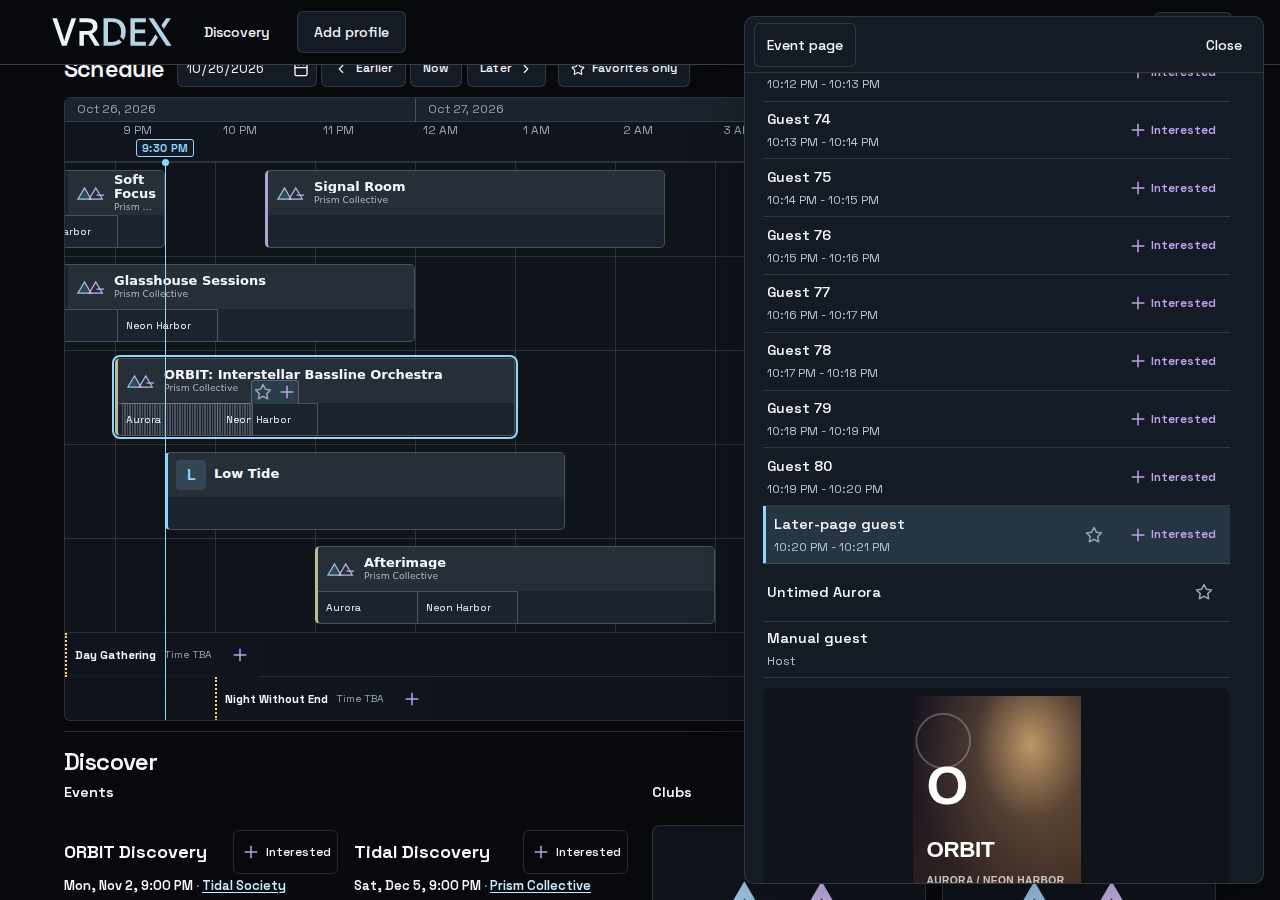 VRDEX
Discovery
Add profile
Schedule
10/26/2026
Earlier
Now
Later
Favorites only
Oct 26, 2026
Oct 27, 2026
9 PM
10 PM
11 PM
12 AM
1 AM
2 AM
9:30 PM
Soft
Focus
Prism ...
Signal Room
Prism Collective
Glasshouse Sessions
Prism Collective
Neon Harbor
ORBIT: Interstellar Bassline Orchestra
Prism Collective
Aurora
Neon Harbor
L
Low Tide
Afterimage
Prism Collective
Aurora
Neon Harbor
Day Gathering
Time TBA
Night Without End
Time TBA
Discover
Events
Clubs
ORBIT Discovery
Interested
Mon, Nov 2, 9:00 PM · Tidal Society
Tidal Discovery
Interested
Sat, Dec 5, 9:00 PM · Prism Collective
Event page
Close
10:12 PM - 10:13 PM
Interested
Guest 74
10:13 PM - 10:14 PM
Interested
Guest 75
10:14 PM - 10:15 PM
Interested
Guest 76
10:15 PM - 10:16 PM
Interested
Guest 77
10:16 PM - 10:17 PM
Interested
Guest 78
10:17 PM - 10:18 PM
Interested
Guest 79
10:18 PM - 10:19 PM
Interested
Guest 80
10:19 PM - 10:20 PM
Interested
Later-page guest
10:20 PM - 10:21 PM
Interested
Untimed Aurora
Manual guest
Host
O
ORBIT
AURORA / NEON HARBOR